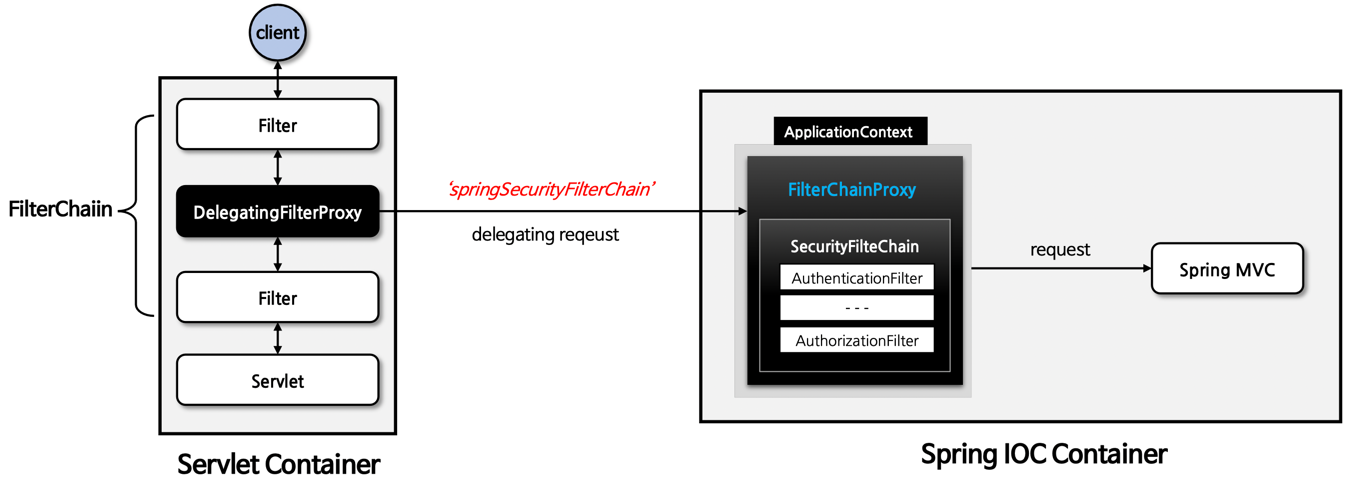 client
Filter
DelegatingFilterProxy
Filter
Servlet
FilterChaiin
Servlet Container
‘springSecurityFilterChain’
delegating reqeust
ApplicationContext
FilterChainProxy
SecurityFilteChain
AuthenticationFilter
- - -
AuthorizationFilter
request
Spring MVC
Spring IOC Container